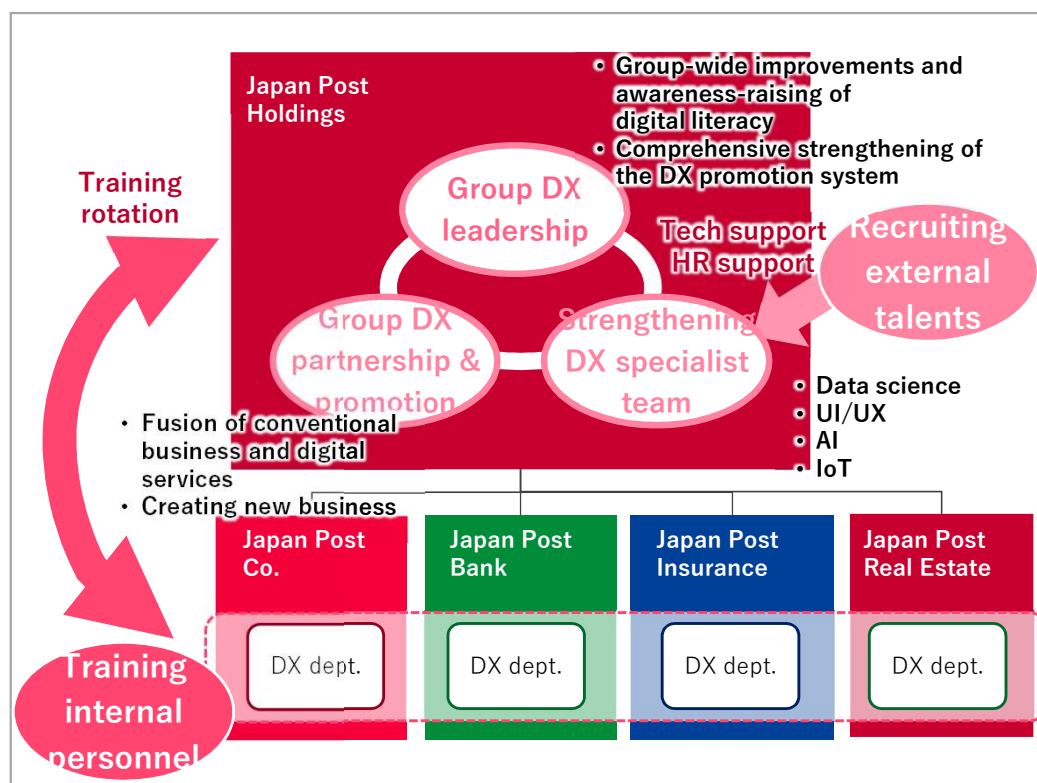 Japan Post
Holdings
• Group-wide improvements and
awareness-raising of
digital literacy
• Comprehensive strengthening of
the DX promotion system
Training
rotation
Group DX
leadership
Tech support
HR support
Recruiting
external
talents
Group DX
partnership &
promotion
Strengthening
DX specialist
team
• Data science
• UI/UX
• AI
• IoT
• Fusion of conventional
business and digital
services
• Creating new business
Japan Post
Co.
Japan Post
Bank
Japan Post
Insurance
Japan Post
Real Estate
DX dept.
DX dept.
DX dept.
DX dept.
Training
internal
personnel